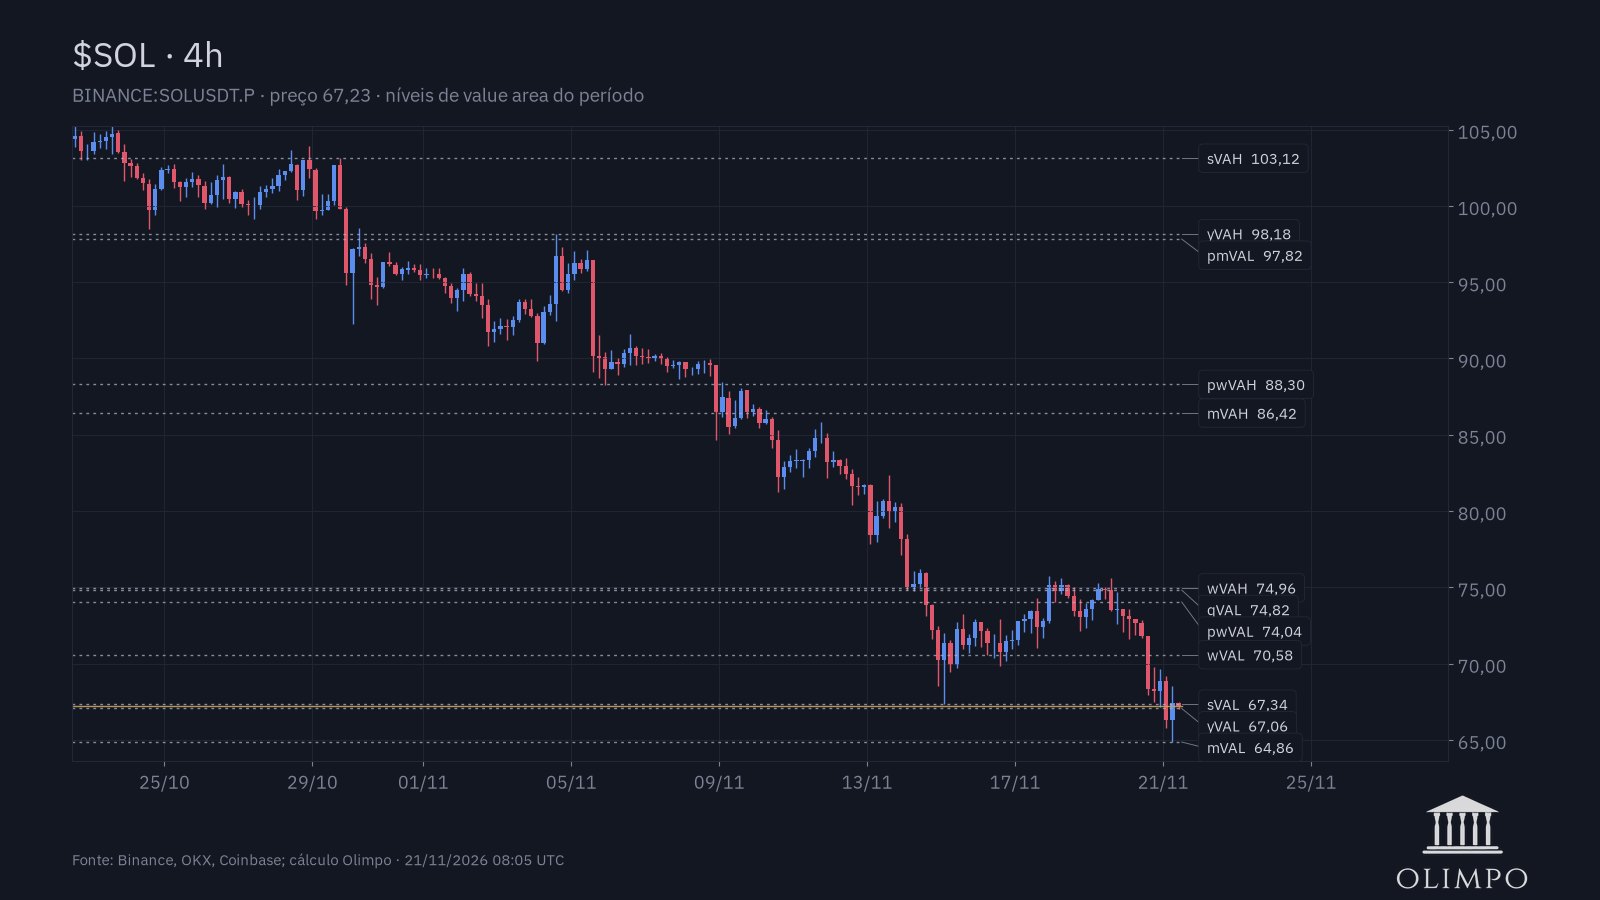 $SOL · 4h
BINANCE:SOLUSDT.P · preço 67,23 · níveis de value area do período
105,00
sVAH 103,12
100,00
yVAH 98,18
pmVAL 97,82
95,00
90,00
pwVAH 88,30
mVAH 86,42
85,00
80,00
75,00
wVAH 74,96
qVAL 74,82
pwVAL 74,04
wVAL 70,58
70,00
sVAL 67,34
yVAL 67,06
mVAL 64,86
65,00
25/10 29/10 01/11 05/11 09/11 13/11 17/11 21/11 25/11
Fonte: Binance, OKX, Coinbase; cálculo Olimpo · 21/11/2026 08:05 UTC
OLIMPO